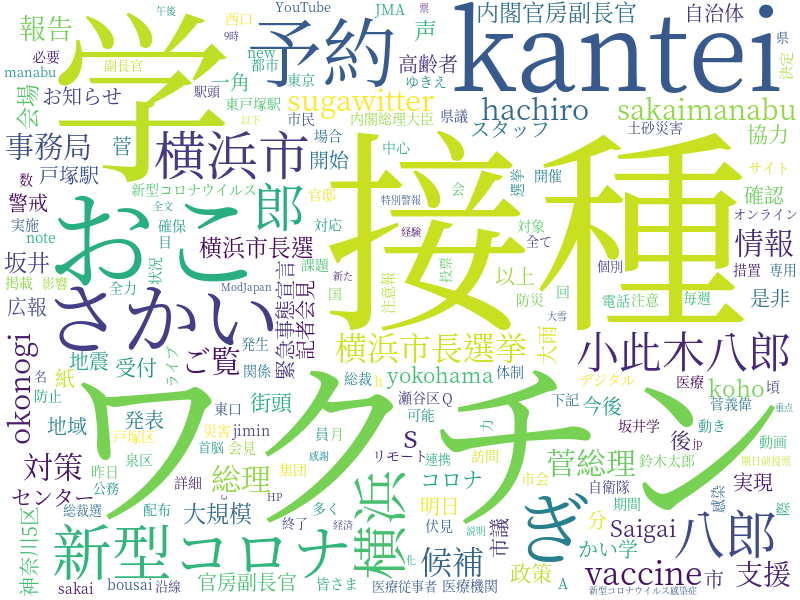 YouTube
JMA
票
内閣官房副長官
自治体
午後
西口
報告
学
予約
声
kantei
県
必要
副長官
9時
new
高齢者
決定
manabu
一角
都市
東京
ゆきえ
お知らせ
駅頭
sugawitter
hachiro
sakaimanabu
会場
東戸塚駅
以下
内閣総理大臣
県議
スタッフ
土砂災害
事務局
菅
横浜市
市民
場合
中心
協力
戸塚駅
開始
選挙
開催
サイト
数
新型コロナウイルス
官邸
特別警報
会
確認
警戒
全文
接種
対象
オンライン
実施
おこ
郎
確保
目
対応
経験
全て
情報
note
坂井
横浜市長選
投票
以上
個別
措置
専用
掲載
影響
全力
状況
課題
新た
注意報
防災
回
電話
注意
毎週
是非
広報
ModJapan
国
緊急事態宣言
記者会見
大雪
さかい
発生
横浜市長選挙
大雨
小此木八郎
okonogi
地震
受付
ご覧
関係
ライブ
名
紙
総裁
h
yokohama
体制
デジタル
医療
koho
頃
防止
街頭
瀬谷区
Q
下記
今後
菅義偉
動き
重点
ワクチン
地域
発表
東口
可能
力
坂井学
jp
戸塚区
災害
jimin
員
月
s
後
動画
対策
昨日
泉区
首脳
会見
感謝
リモート
連携
訪問
菅総理
鈴木太郎
期日前投票
公務
総理
集団
コロナ
市会
自衛隊
センター
詳細
c
HP
横浜
明日
ぎ
期間
感染
実現
神奈川5区
総裁選
配布
大規模
終了
多く
伏見
市議
分
Saigai
八郎
際
新型コロナ
経済
化
候補
説明
かい学
sakai
bousai
沿線
官房副長官
皆さま
医療従事者
医療機関
政策
A
vaccine
市
支援
新型コロナウイルス感染症